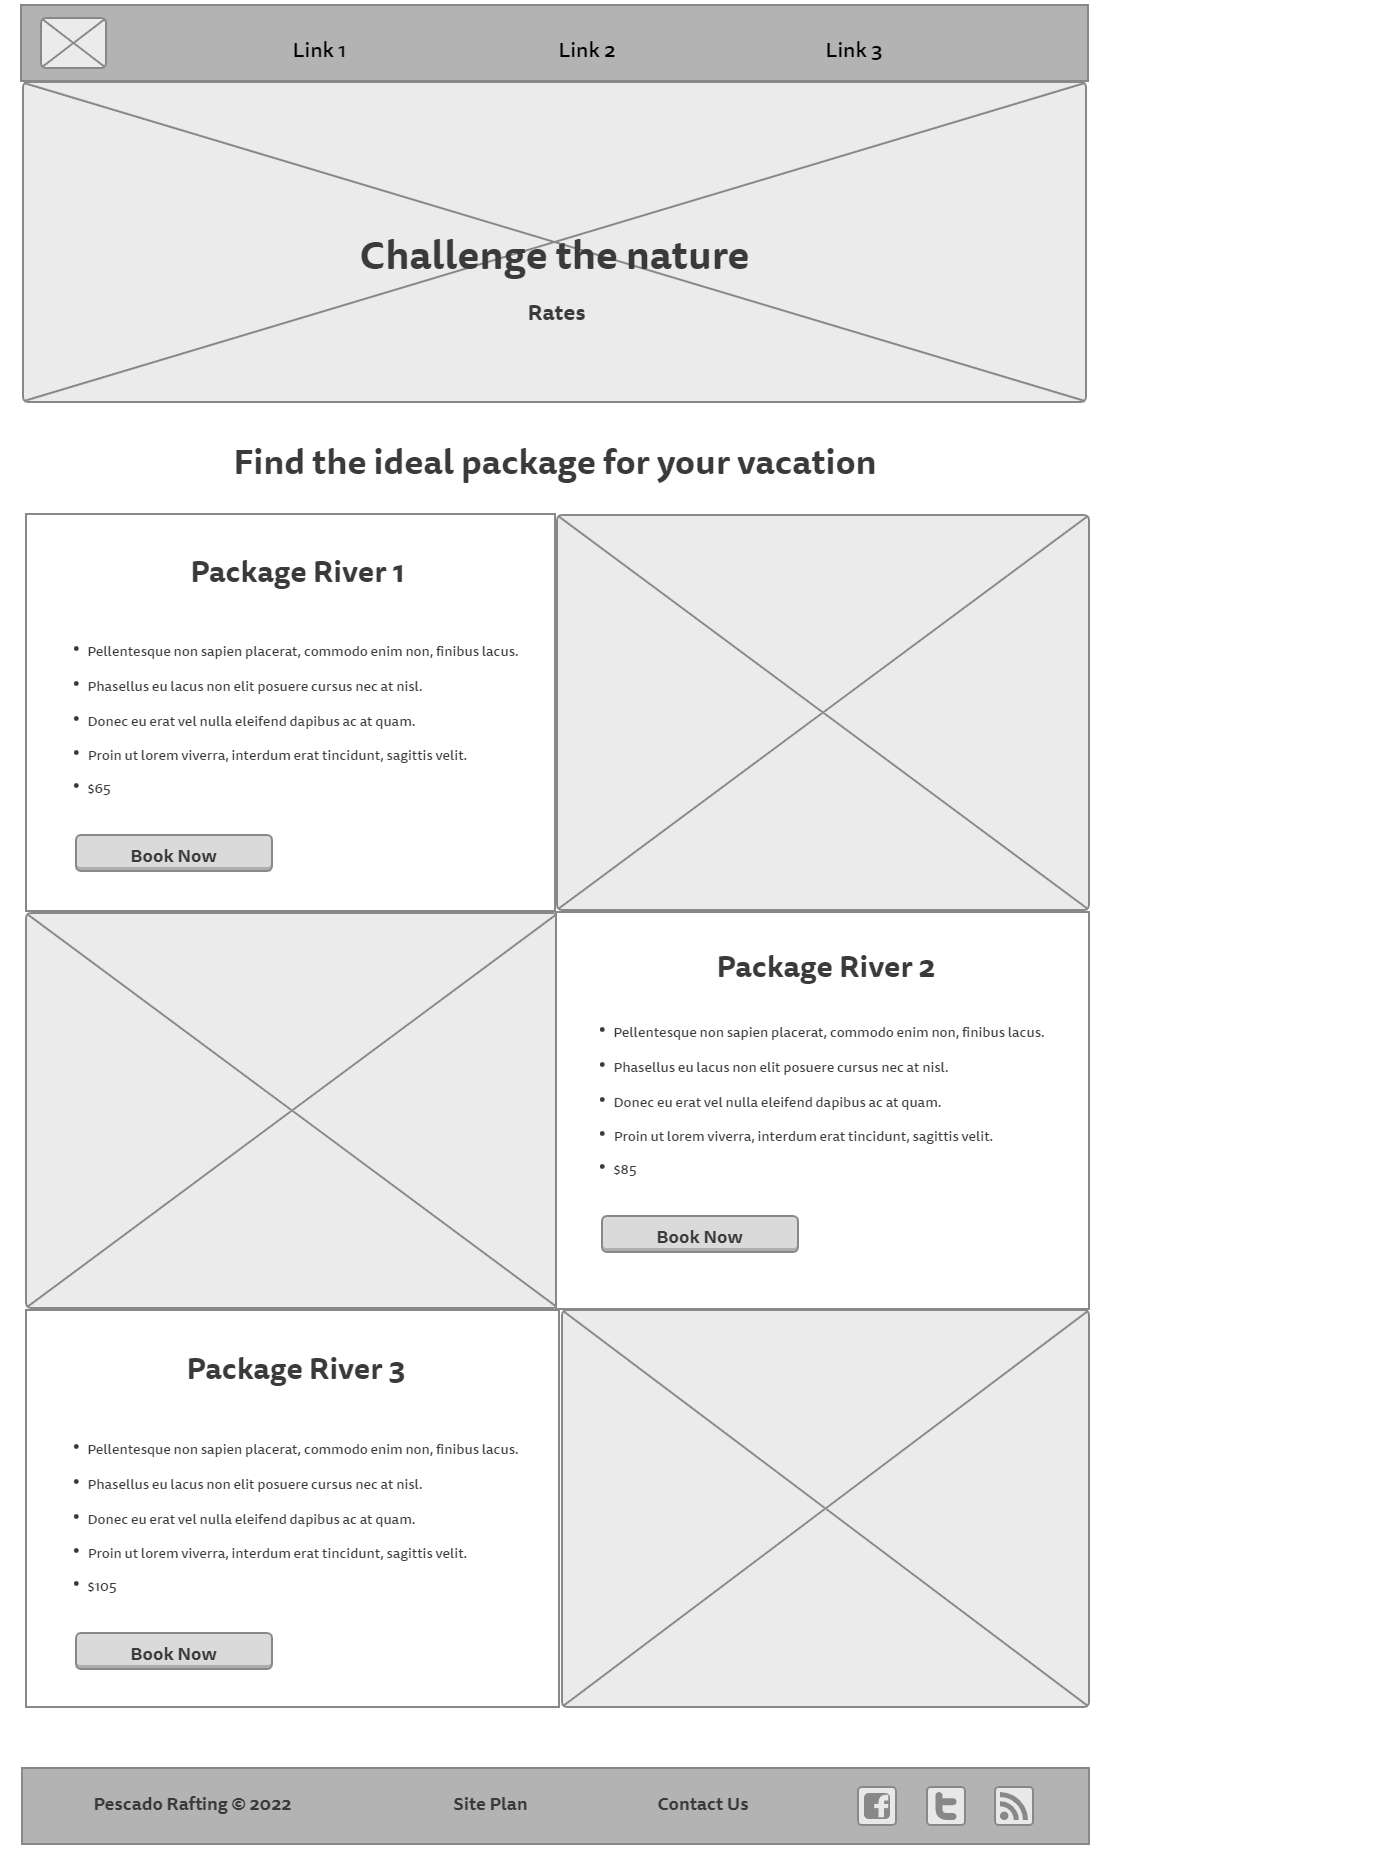 Link 1
Link 2
Link 3
Challenge the nature
Rates
Find the ideal package for your vacation
Package River 1
• Pellentesque non sapien placerat, commodo enim non, finibus lacus.
• Phasellus eu lacus non elit posuere cursus nec at nisl.
• Donec eu erat vel nulla eleifend dapibus ac at quam.
• Proin ut lorem viverra, interdum erat tincidunt, sagittis velit.
• $65
Book Now
Package River 2
• Pellentesque non sapien placerat, commodo enim non, finibus lacus.
• Phasellus eu lacus non elit posuere cursus nec at nisl.
• Donec eu erat vel nulla eleifend dapibus ac at quam.
• Proin ut lorem viverra, interdum erat tincidunt, sagittis velit.
• $85
Book Now
Package River 3
• Pellentesque non sapien placerat, commodo enim non, finibus lacus.
• Phasellus eu lacus non elit posuere cursus nec at nisl.
• Donec eu erat vel nulla eleifend dapibus ac at quam.
• Proin ut lorem viverra, interdum erat tincidunt, sagittis velit.
• $105
Book Now
Pescado Rafting © 2022
Site Plan
Contact Us